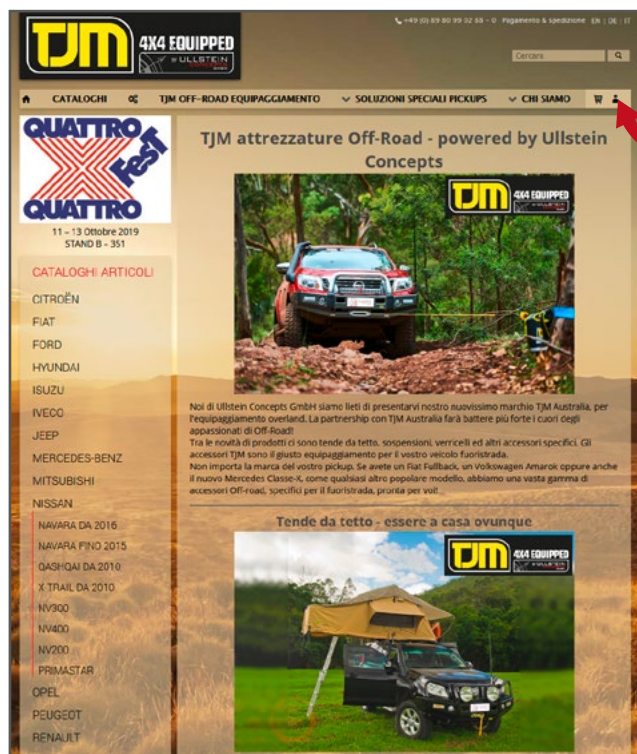 TJM 4X4 EQUIPPED
BY ULLSTEIN CONCEPTS
+49 (0) 89 80 99 02 68 - 0 Pagamento & spedizione EN | DE | IT
Cercare
CATALOGHI TJM OFF-ROAD EQUIPAGGIAMENTO SOLUZIONI SPECIALI PICKUPS CHI SIAMO
QUATTRO
X Fest
QUATTRO
11 - 13 Ottobre 2019
STAND B - 351
CATALOGHI ARTICOLI
CITROËN
FIAT
FORD
HYUNDAI
ISUZU
IVECO
JEEP
MERCEDES-BENZ
MITSUBISHI
NISSAN
NAVARA DA 2016
NAVARA FINO 2015
QASHQAI DA 2010
X-TRAIL DA 2010
NV300
NV400
NV200
PRIMASTAR
OPEL
PEUGEOT
RENAULT
TJM attrezzature Off-Road - powered by Ullstein
Concepts
TJM 4X4 EQUIPPED
Noi di Ullstein Concepts GmbH siamo lieti di presentarvi nostro nuovissimo marchio TJM Australia, per
l'equipaggiamento overland. La partnership con TJM Australia farà battere più forte i cuori degli
appassionati di Off-Road!
Tra le novità di prodotti ci sono tende da tetto, sospensioni, verricelli ed altri accessori specifici. Gli
accessori TJM sono il giusto equipaggiamento per il vostro veicolo fuoristrada.
Non importa la marca del vostro pickup. Se avete un Fiat Fullback, un Volkswagen Amarok oppure anche
il nuovo Mercedes Classe-X, come qualsiasi altro popolare modello, abbiamo una vasta gamma di
accessori Off-road, specifici per il fuoristrada, pronta per voi!
Tende da tetto - essere a casa ovunque
TJM 4X4 EQUIPPED